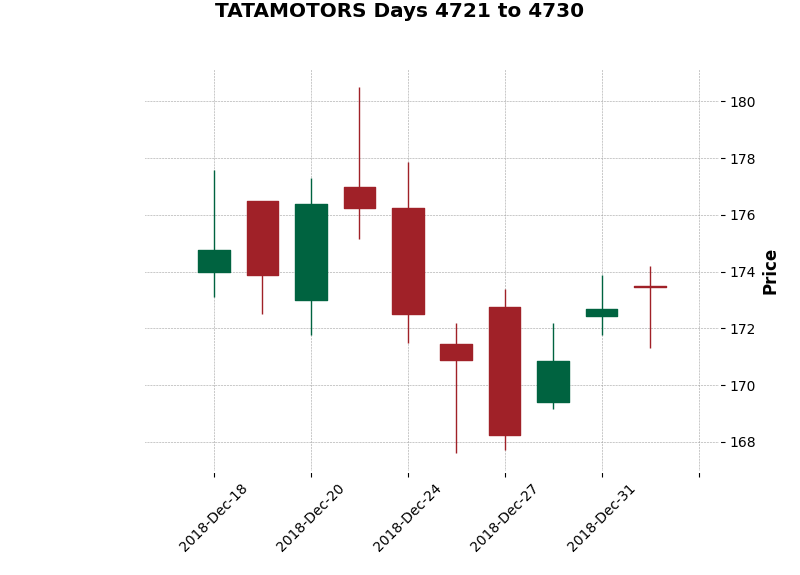 TATAMOTORS Days 4721 to 4730
180
178
176
174
172
170
168
Price
2018-Dec-18
2018-Dec-20
2018-Dec-24
2018-Dec-27
2018-Dec-31